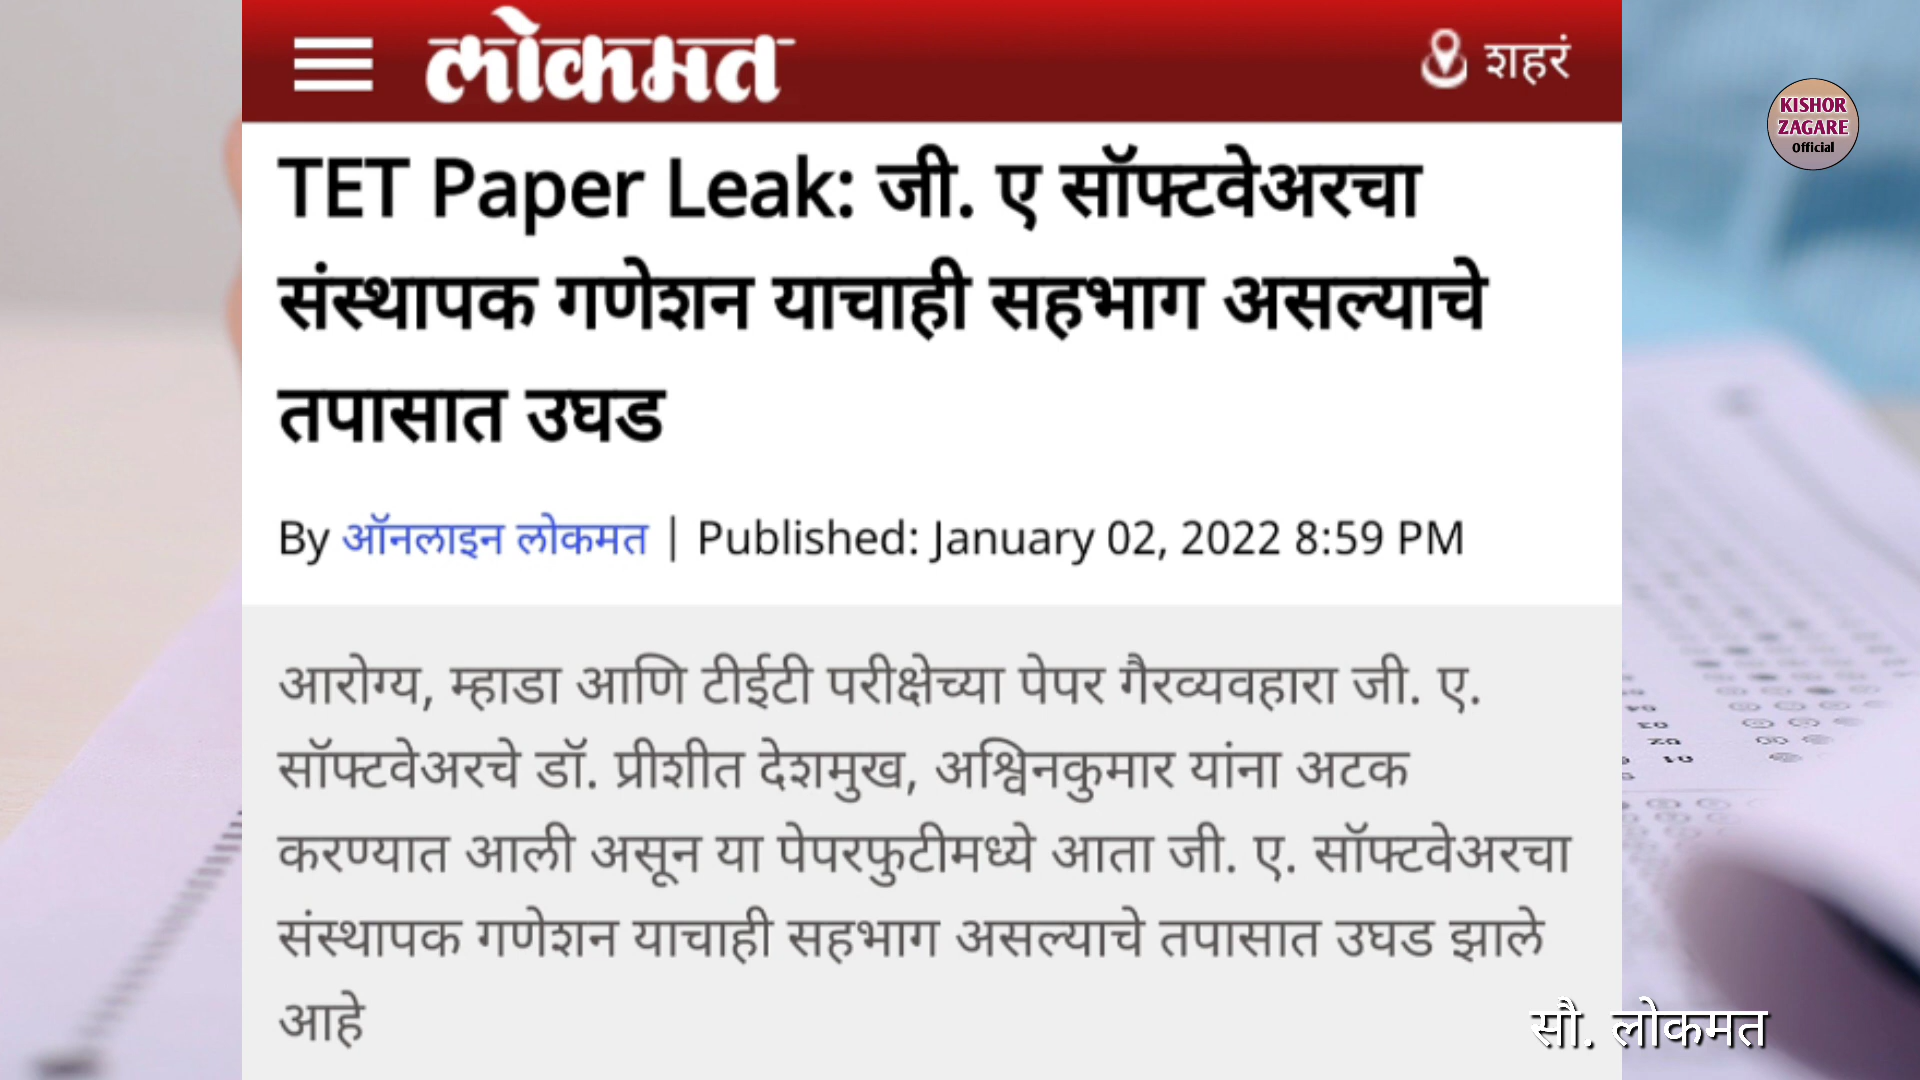 लोकमत
शहरं
KISHOR
ZAGARE
Official
TET Paper Leak: जी. ए सॉफ्टवेअरचा
संस्थापक गणेशन याचाही सहभाग असल्याचे
तपासात उघड
By ऑनलाइन लोकमत | Published: January 02, 2022 8:59 PM
आरोग्य, म्हाडा आणि टीईटी परीक्षेच्या पेपर गैरव्यवहारा जी. ए.
सॉफ्टवेअरचे डॉ. प्रीशीत देशमुख, अश्विनकुमार यांना अटक
करण्यात आली असून या पेपरफुटीमध्ये आता जी. ए. सॉफ्टवेअरचा
संस्थापक गणेशन याचाही सहभाग असल्याचे तपासात उघड झाले
आहे
सौ. लोकमत